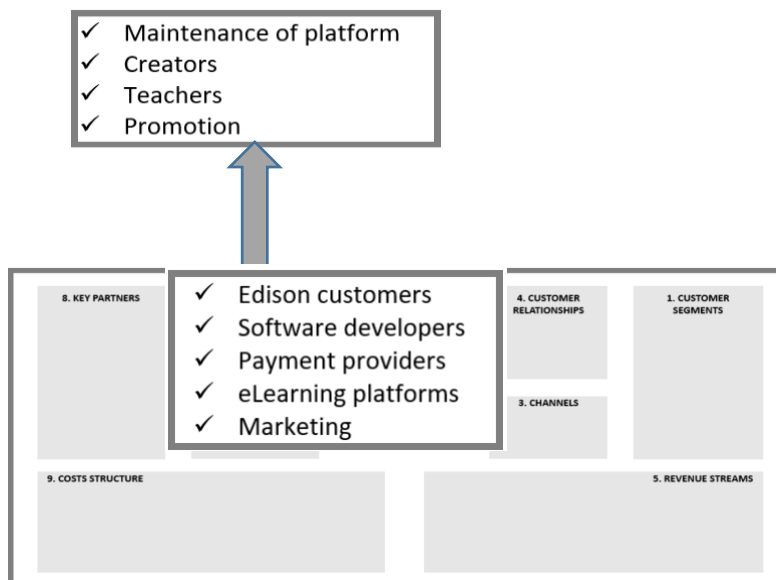 ✓ Maintenance of platform
✓ Creators
✓ Teachers
✓ Promotion
8. KEY PARTNERS
✓ Edison customers
✓ Software developers
✓ Payment providers
✓ eLearning platforms
✓ Marketing
4. CUSTOMER
RELATIONSHIPS
1. CUSTOMER
SEGMENTS
3. CHANNELS
9. COSTS STRUCTURE
5. REVENUE STREAMS